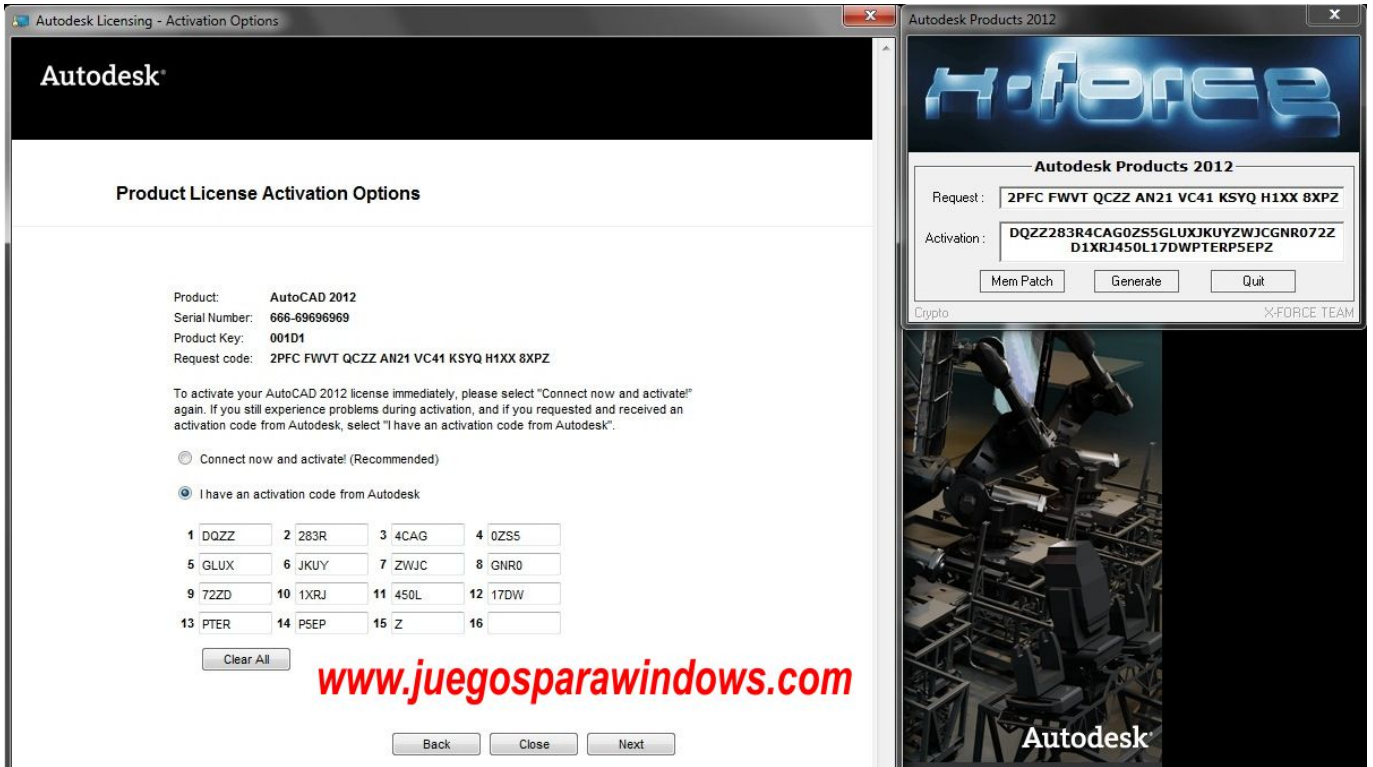 Autodesk Licensing - Activation Options
Autodesk
Product License Activation Options
Product: AutoCAD 2012
Serial Number: 666-69696969
Product Key: 001D1
Request code: 2PFC FWVT QCZZ AN21 VC41 KSYQ H1XX 8XPZ
To activate your AutoCAD 2012 license immediately, please select "Connect now and activate!"
again. If you still experience problems during activation, and if you requested and received an
activation code from Autodesk, select "I have an activation code from Autodesk".
Connect now and activate! (Recommended)
I have an activation code from Autodesk
1 DQZZ 2 283R 3 4CAG 4 0ZS5
5 GLUX 6 JKUY 7 ZWJC 8 GNR0
9 72ZD 10 1XRJ 11 450L 12 17DW
13 PTER 14 P5EP 15 Z 16
Clear All
www.juegosparawindows.com
Back Close Next
Autodesk Products 2012
x-force
Autodesk Products 2012
Request : 2PFC FWVT QCZZ AN21 VC41 KSYQ H1XX 8XPZ
Activation : DQZZ283R4CAG0ZS5GLUXJKUYZWJCGNR072Z
D1XRJ450L17DWPTERP5EPZ
Mem Patch Generate Quit
Crypto X-FORCE TEAM
Autodesk